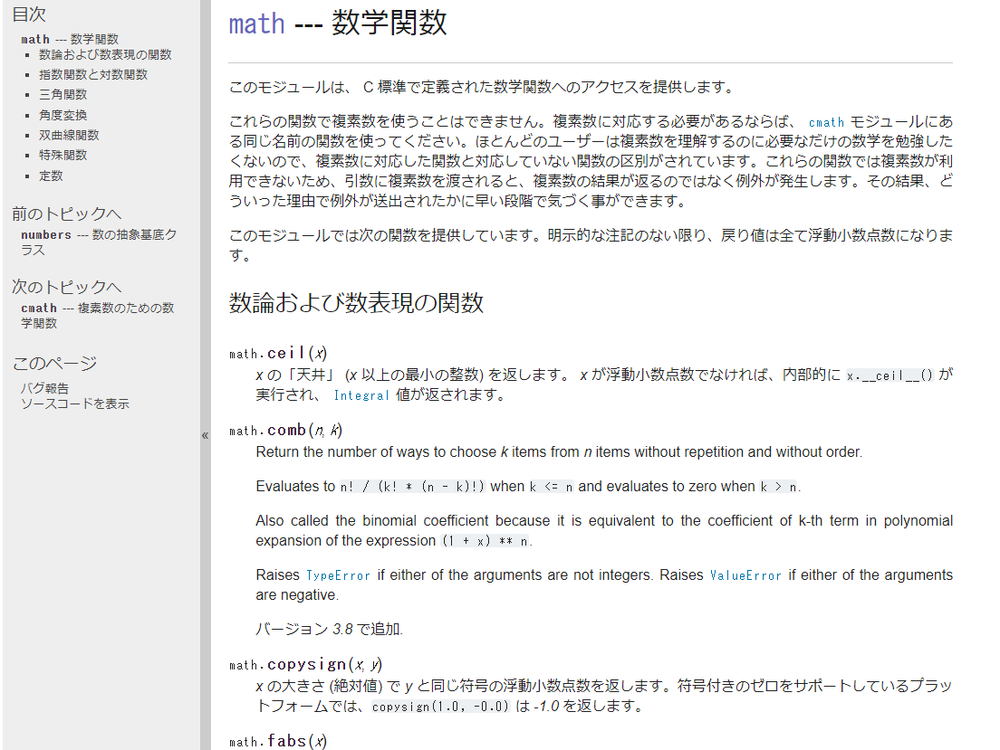 目次
math --- 数学関数
▪ 数論および数表現の関数
▪ 指数関数と対数関数
▪ 三角関数
▪ 角度変換
▪ 双曲線関数
▪ 特殊関数
▪ 定数
前のトピックへ
numbers --- 数の抽象基底ク
ラス
次のトピックへ
cmath --- 複素数のための数
学関数
このページ
バグ報告
ソースコードを表示
«
math --- 数学関数
このモジュールは、 C 標準で定義された数学関数へのアクセスを提供します。
これらの関数で複素数を使うことはできません。複素数に対応する必要があるならば、 cmath モジュールにあ
る同じ名前の関数を使ってください。ほとんどのユーザーは複素数を理解するのに必要なだけの数学を勉強した
くないので、複素数に対応した関数と対応していない関数の区別がされています。これらの関数では複素数が利
用できないため、引数に複素数を渡されると、複素数の結果が返るのではなく例外が発生します。その結果、ど
ういった理由で例外が送出されたかに早い段階で気づく事ができます。
このモジュールでは次の関数を提供しています。明示的な注記のない限り、戻り値は全て浮動小数点数になりま
す。
数論および数表現の関数
math.ceil(x)
x の「天井」 (x 以上の最小の整数) を返します。 x が浮動小数点数でなければ、内部的に x.__ceil__() が
実行され、 Integral 値が返されます。
math.comb(n, k)
Return the number of ways to choose k items from n items without repetition and without order.
Evaluates to n! / (k! * (n - k)!) when k <= n and evaluates to zero when k > n.
Also called the binomial coefficient because it is equivalent to the coefficient of k-th term in polynomial
expansion of the expression (1 + x) ** n.
Raises TypeError if either of the arguments are not integers. Raises ValueError if either of the arguments
are negative.
バージョン 3.8 で追加.
math.copysign(x, y)
x の大きさ (絶対値) で y と同じ符号の浮動小数点数を返します。符号付きのゼロをサポートしているプラッ
トフォームでは、copysign(1.0, -0.0) は -1.0 を返します。
math.fabs(x)